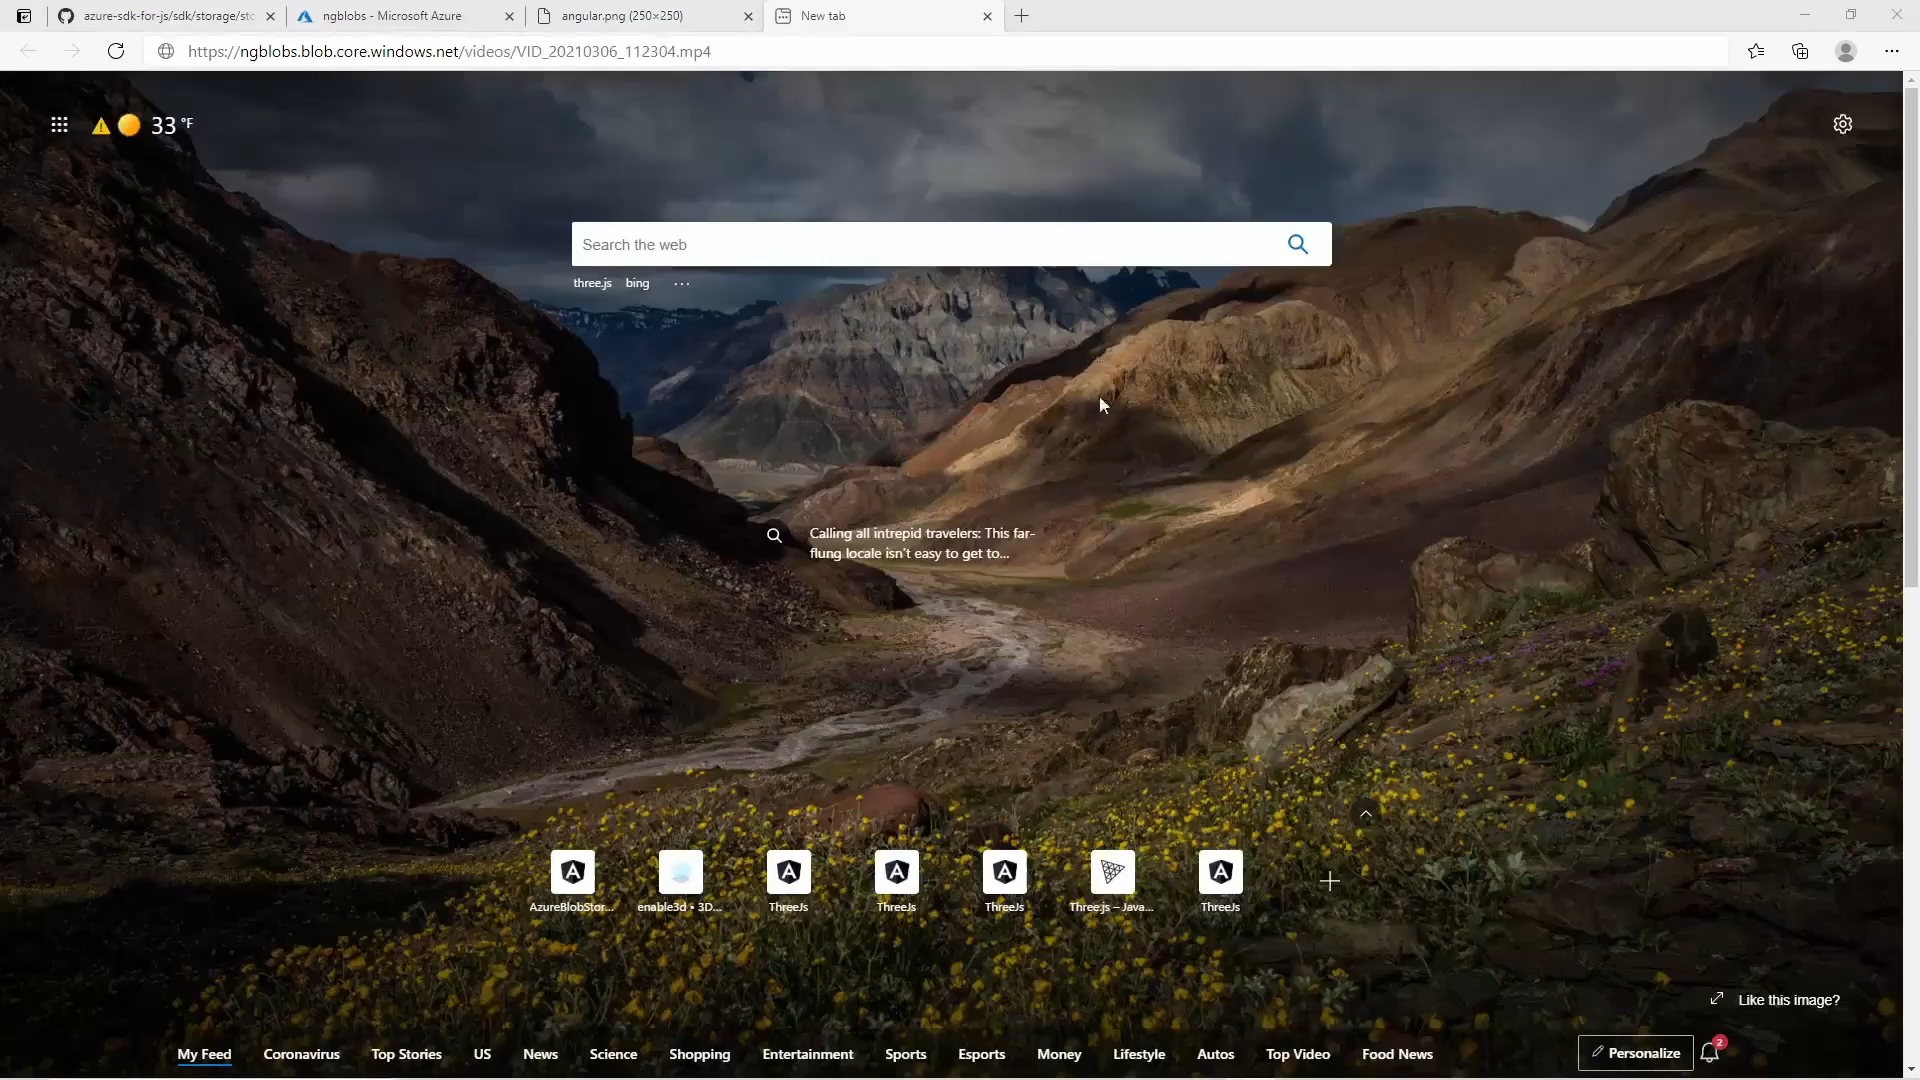 azure-sdk-for-js/sdk/storage/sto
ngblobs - Microsoft Azure
angular.png (250×250)
New tab
https://ngblobs.blob.core.windows.net/videos/VID_20210306_112304.mp4
33 °F
Search the web
three.js bing ...
Calling all intrepid travelers: This far-
flung locale isn't easy to get to...
AzureBlobStor... enable3d • 3D... ThreeJs ThreeJs ThreeJs Three.js – Java... ThreeJs
Like this image?
My Feed Coronavirus Top Stories US News Science Shopping Entertainment Sports Esports Money Lifestyle Autos Top Video Food News Personalize 2